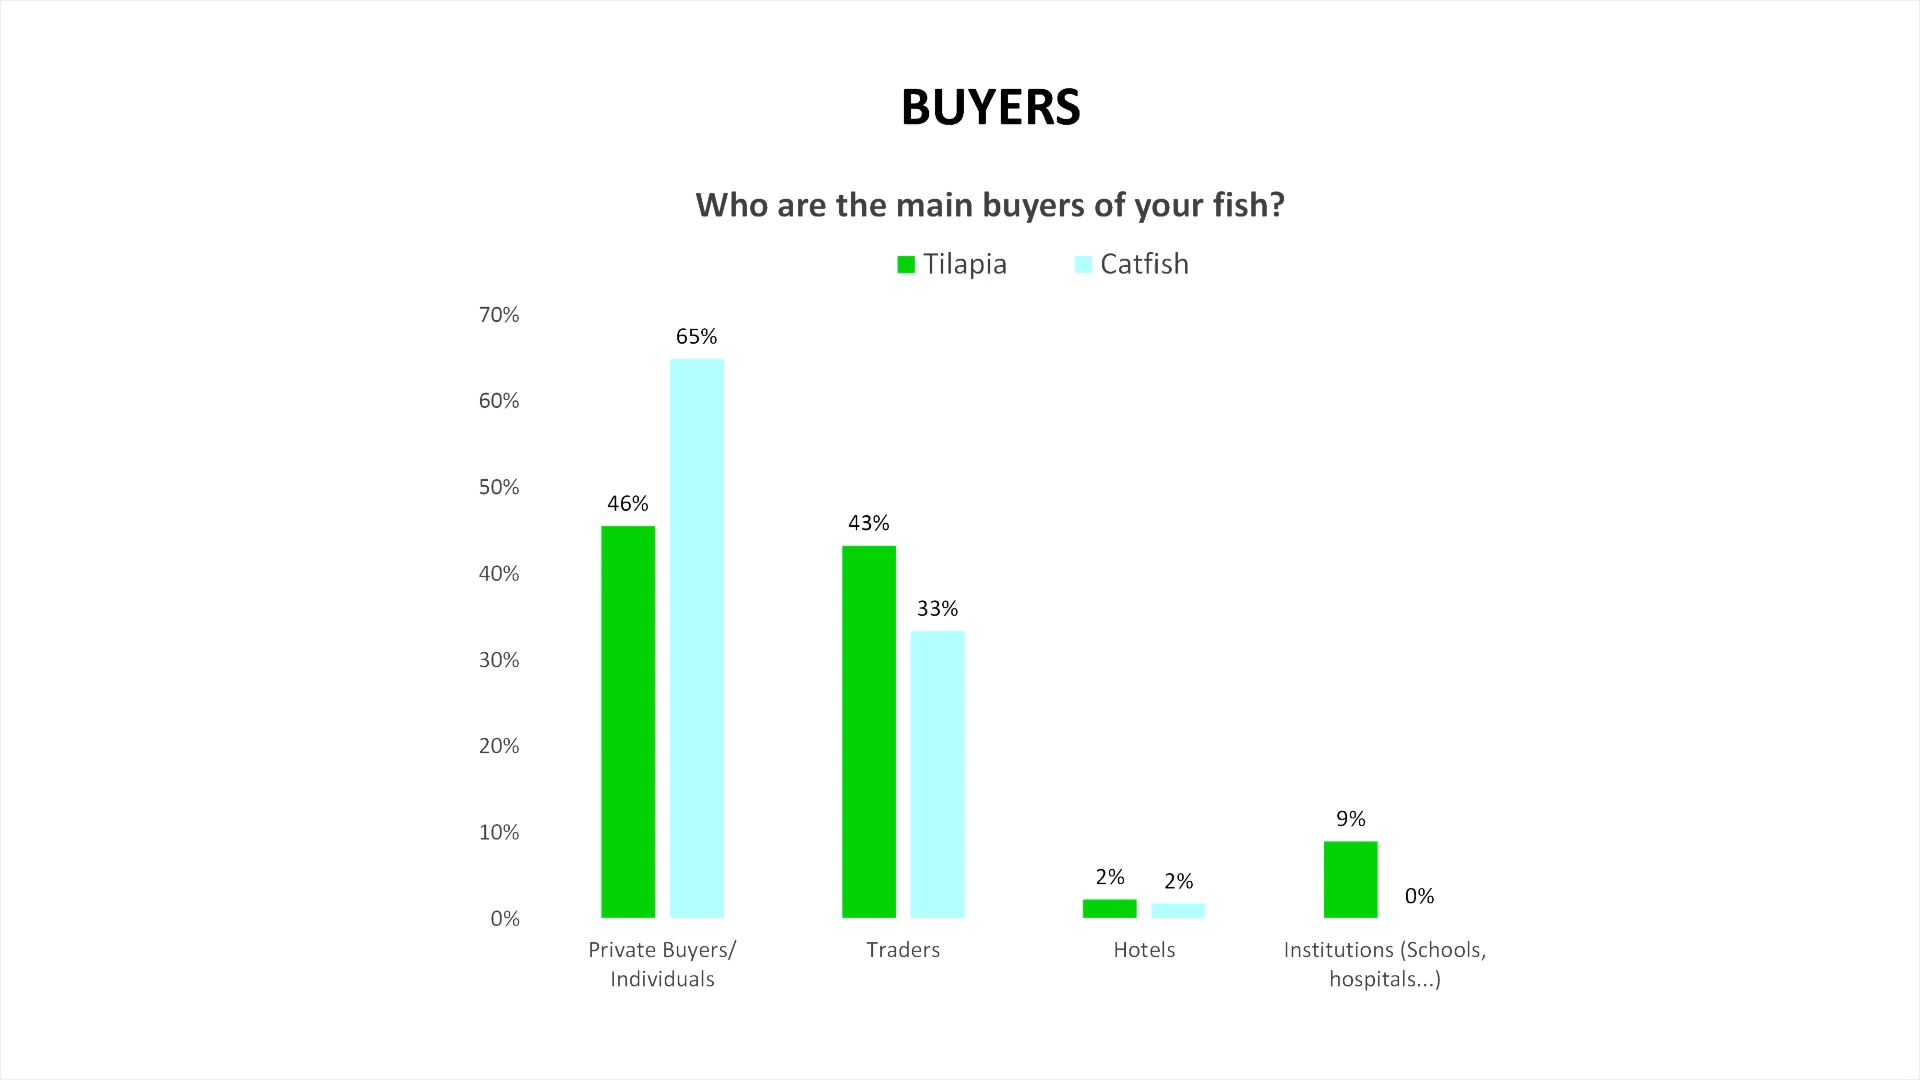 BUYERS
Who are the main buyers of your fish?
Tilapia Catfish
70%
65%
60%
50%
46%
43%
40%
33%
30%
20%
10%
9%
2% 2%
0%
0%
Private Buyers/
Individuals
Traders
Hotels
Institutions (Schools,
hospitals...)